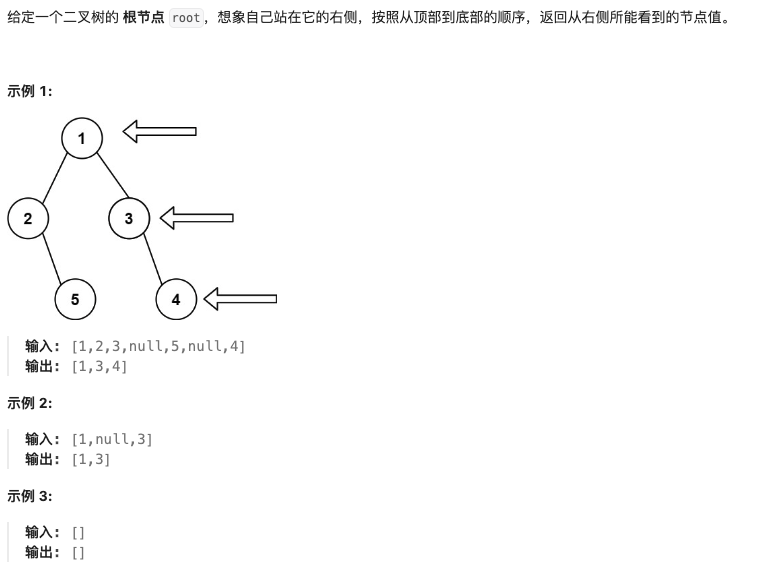 给定一个二叉树的 根节点 root，想象自己站在它的右侧，按照从顶部到底部的顺序，返回从右侧所能看到的节点值。
示例 1:
1
2
3
5
4
输入: [1,2,3,null,5,null,4]
输出: [1,3,4]
示例 2:
输入: [1,null,3]
输出: [1,3]
示例 3:
输入: []
输出: []